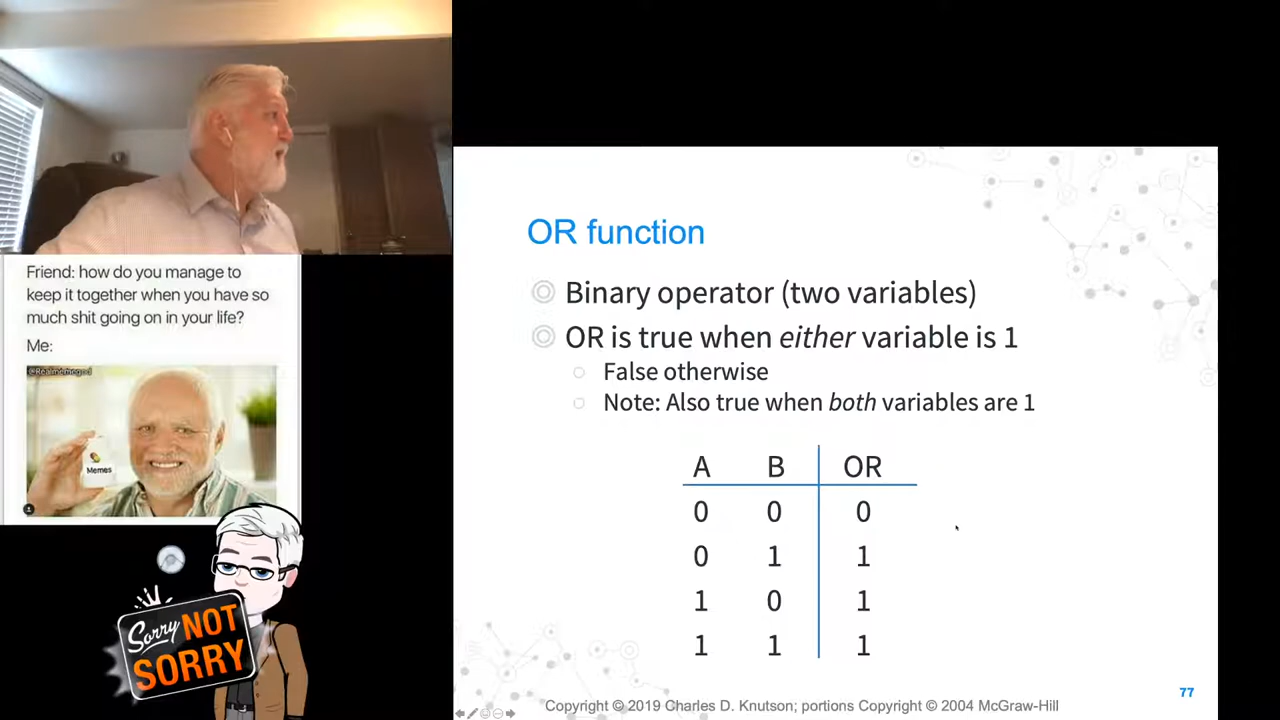 Friend: how do you manage to
keep it together when you have so
much shit going on in your life?
Me:
@Realmemegod
Memes
Sorry NOT
SORRY
OR function
Binary operator (two variables)
OR is true when either variable is 1
False otherwise
Note: Also true when both variables are 1
A B OR
0 0 0
0 1 1
1 0 1
1 1 1
77
Copyright © 2019 Charles D. Knutson; portions Copyright © 2004 McGraw-Hill